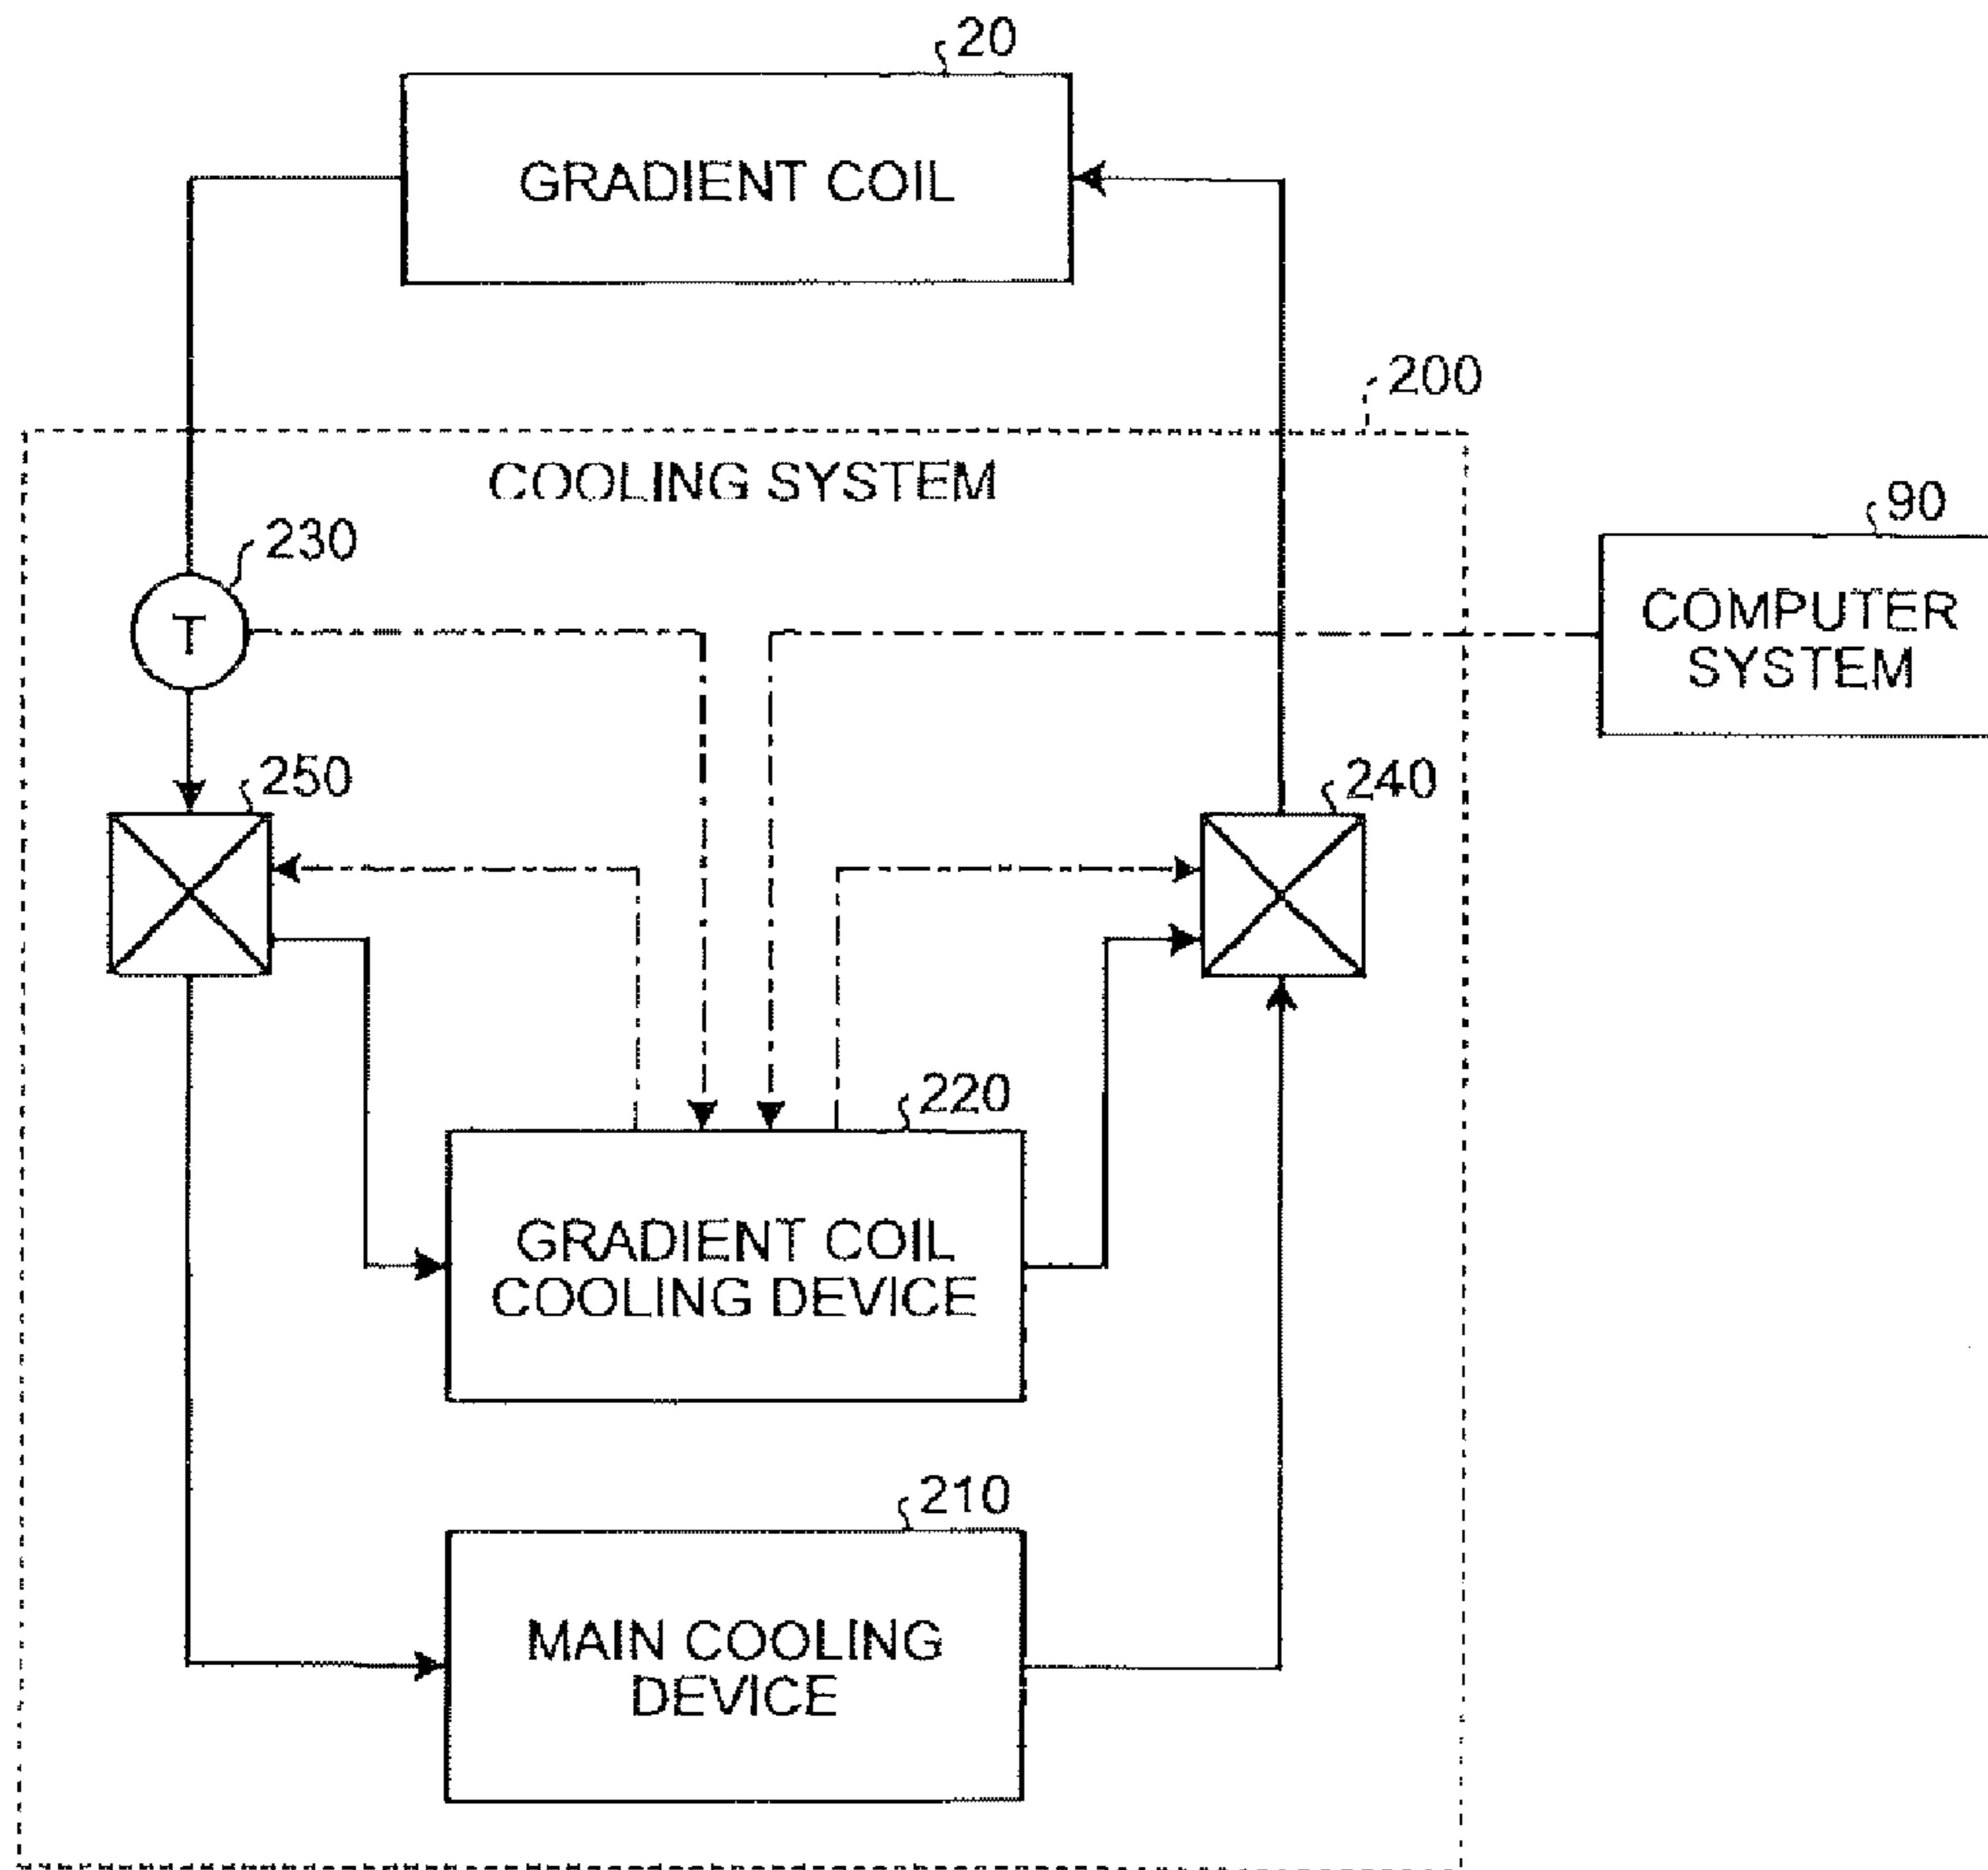 20
GRADIENT COIL
200
COOLING SYSTEM
90
COMPUTER
SYSTEM
230
T
250
240
220
GRADIENT COIL
COOLING DEVICE
210
MAIN COOLING
DEVICE